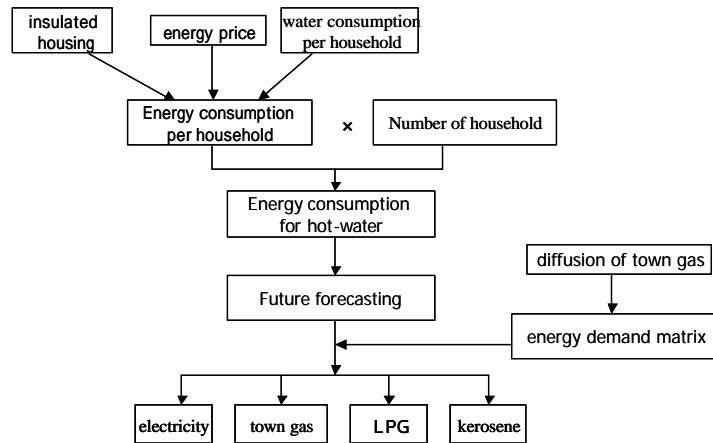 insulated
housing
energy price
water consumption
per household
Energy consumption
per household
×
Number of household
Energy consumption
for hot-water
diffusion of town gas
Future forecasting
energy demand matrix
electricity
town gas
LPG
kerosene